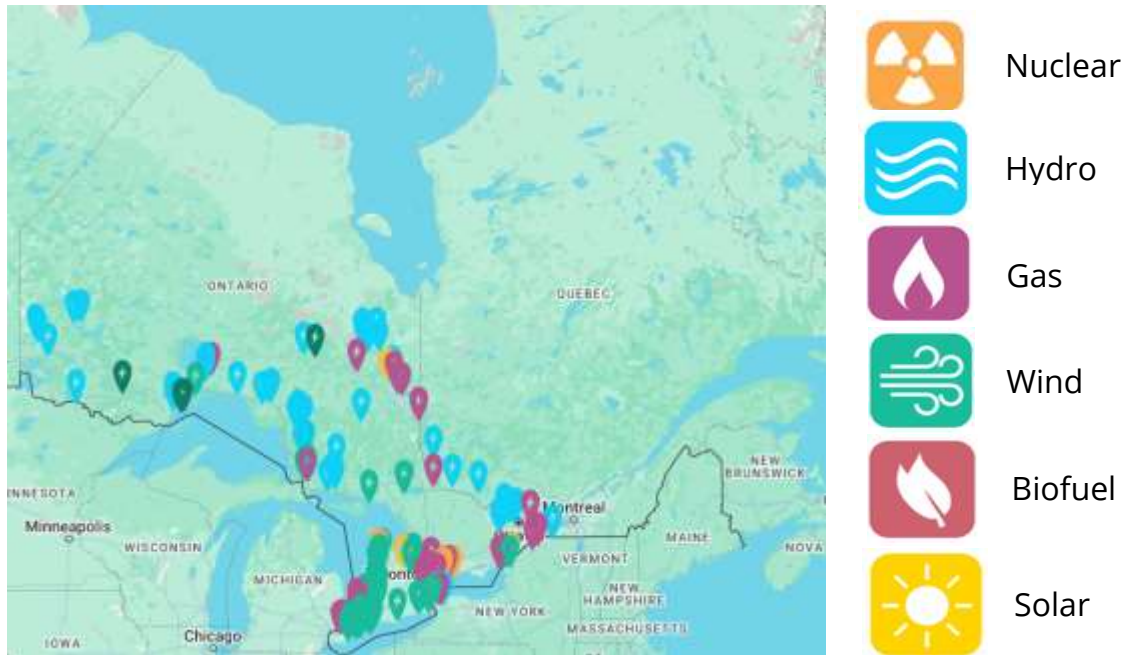 Nuclear
Hydro
Gas
ONTARIO
QUEBEC
Wind
NEW
BRUNSWICK
Biofuel
INNESOTA
Montreal
Minneapolis
WISCONSIN
MAINE
NOVA
VERMONT
MICHIGAN
ont
NEW
HAMPSHIRE
NEW YORK
Solar
MASSACHUSETTS
Chicago
IOWA